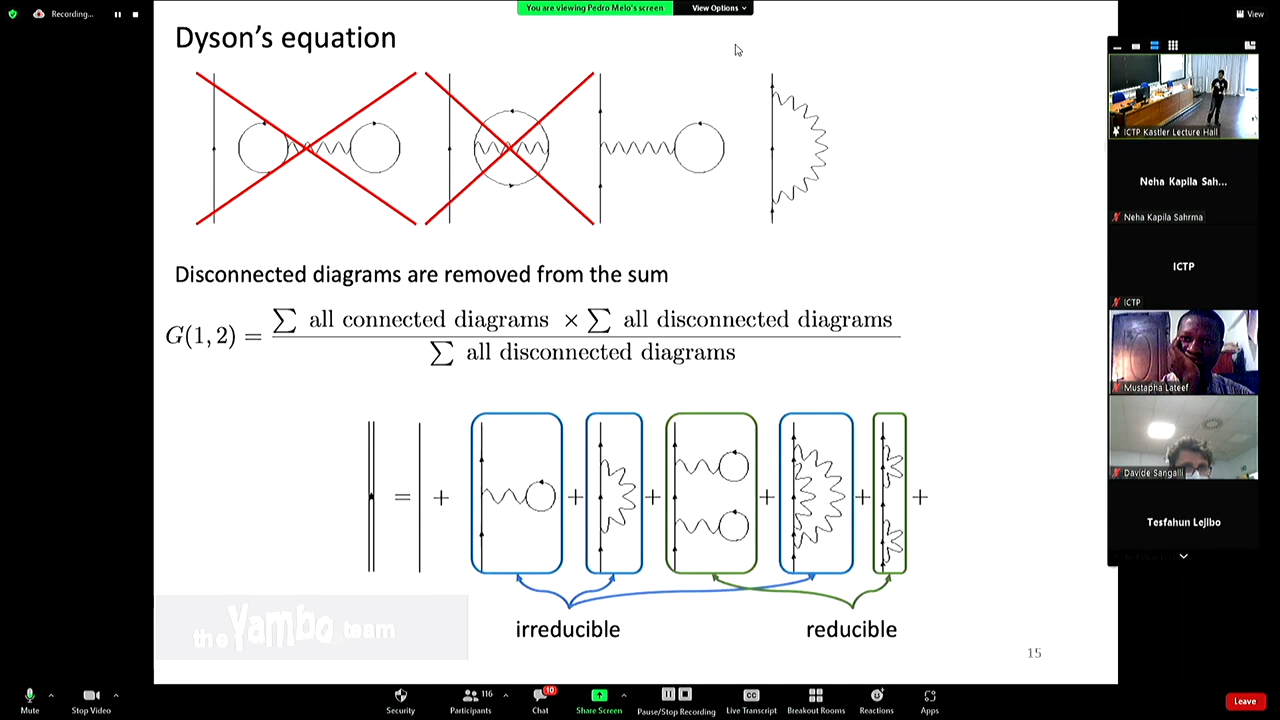 Recording...
You are viewing Pedro Melo's screen
View Options
View
Dyson's equation
Disconnected diagrams are removed from the sum
G(1, 2) = ∑ all connected diagrams × ∑ all disconnected diagrams
∑ all disconnected diagrams
= + + + + + +
irreducible
reducible
the Yambo team
15
ICTP Kastler Lecture Hall
Neha Kapila Sah...
Neha Kapila Sahrma
ICTP
ICTP
Mustapha Lateef
Davide Sangalli
Tesfahun Lejibo
Mute
Stop Video
Security
116
Participants
10
Chat
Share Screen
Pause/Stop Recording
CC
Live Transcript
Breakout Rooms
Reactions
Apps
Leave